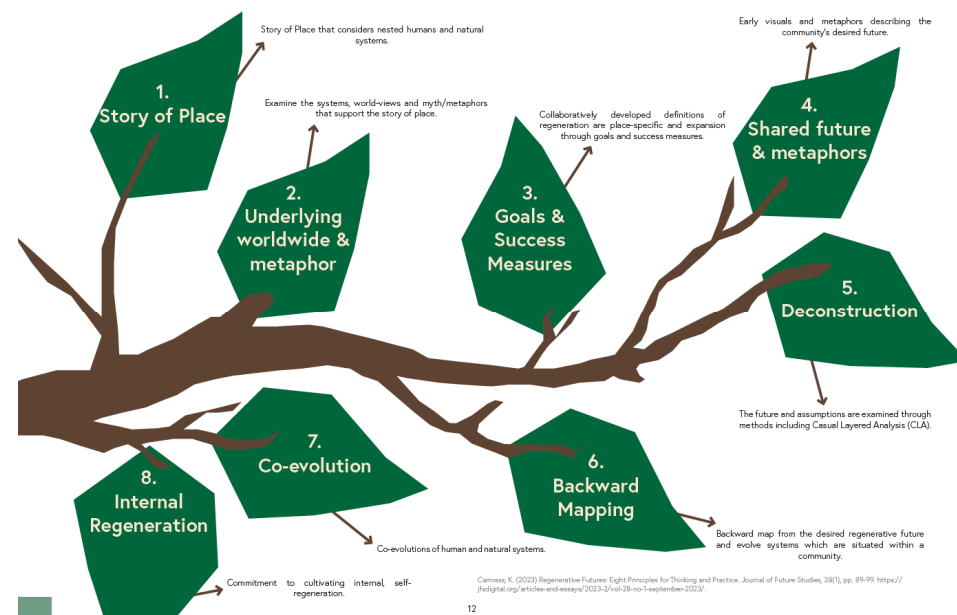 1.
Story of Place
Story of Place that considers nested humans and natural
systems.
2.
Underlying
worldwide &
metaphor
Examine the systems, world-views and myth/metaphors
that support the story of place.
3.
Goals &
Success
Measures
Collaboratively developed definitions of
regeneration are place-specific and expansion
through goals and success measures.
4.
Shared future
& metaphors
Early visuals and metaphors describing the
community's desired future.
5.
Deconstruction
The future and assumptions are examined through
methods including Casual Layered Analysis (CLA).
6.
Backward
Mapping
Backward map from the desired regenerative future
and evolve systems which are situated within a
community.
7.
Co-evolution
Co-evolutions of human and natural systems.
8.
Internal
Regeneration
Commitment to cultivating internal, self-
regeneration.
Camrass, K. (2023) Regenerative Futures: Eight Principles for Thinking and Practice. Journal of Future Studies, 28(1), pp. 89-99. https://
jfsdigital.org/articles-and-essays/2023-2/vol-28-no-1-september-2023/.
12